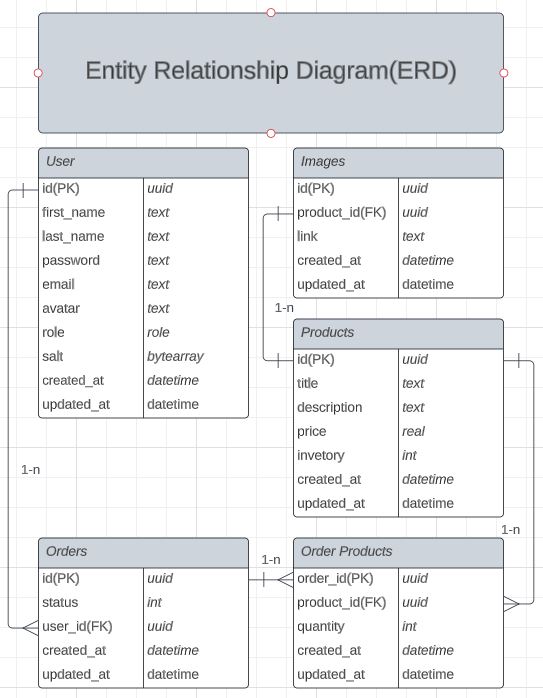 Entity Relationship Diagram(ERD)
User
id(PK) uuid
first_name text
last_name text
password text
email text
avatar text
role role
salt bytearray
created_at datetime
updated_at datetime
Images
id(PK) uuid
product_id(FK) uuid
link text
created_at datetime
updated_at datetime
1-n
Products
id(PK) uuid
title text
description text
price real
invetory int
created_at datetime
updated_at datetime
1-n
1-n
Orders
id(PK) uuid
status int
user_id(FK) uuid
created_at datetime
updated_at datetime
1-n
Order Products
order_id(PK) uuid
product_id(FK) uuid
quantity int
created_at datetime
updated_at datetime